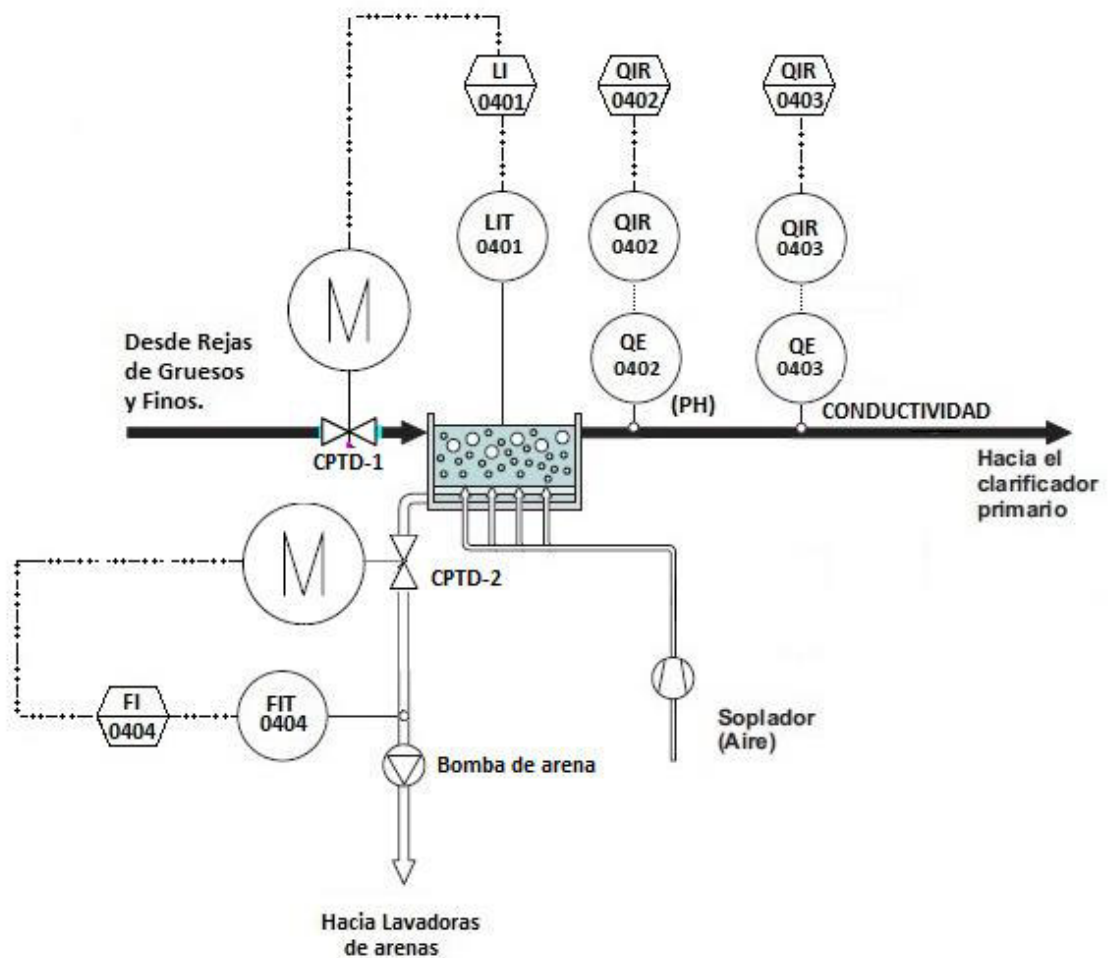 LI
0401
QIR
0402
QIR
0403
LIT
0401
QIR
0402
QIR
0403
M
QE
0402
QE
0403
Desde Rejas
de Gruesos
y Finos.
(PH)
CONDUCTIVIDAD
CPTD-1
Hacia el
clarificador
primario
M
CPTD-2
FI
0404
FIT
0404
Soplador
(Aire)
Bomba de arena
Hacia Lavadoras
de arenas